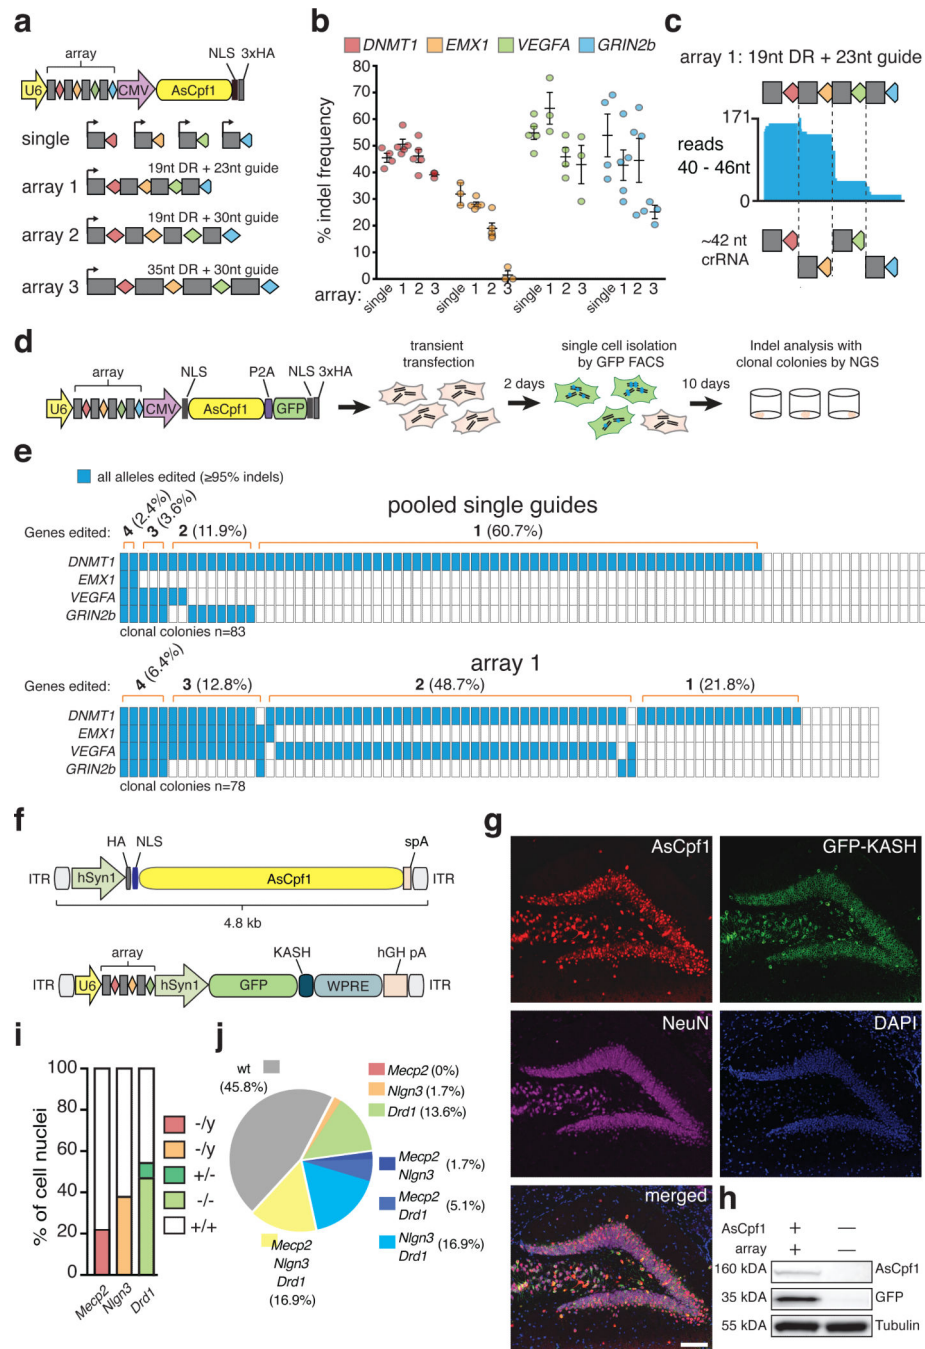 a
array
NLS 3xHA
U6
CMV
AsCpf1
single
19nt DR + 23nt guide
array 1
19nt DR + 30nt guide
array 2
35nt DR + 30nt guide
array 3
b
DNMT1 EMX1 VEGFA GRIN2b
% indel frequency
80
70
60
50
40
30
20
10
0
array: single 1 2 3 single 1 2 3 single 1 2 3 single 1 2 3
c
array 1: 19nt DR + 23nt guide
171
reads
40 - 46nt
0
~42 nt
crRNA
d
array
NLS
P2A
NLS 3xHA
U6
CMV
AsCpf1
GFP
transient
transfection
2 days
single cell isolation
by GFP FACS
10 days
Indel analysis with
clonal colonies by NGS
e
all alleles edited (≥95% indels)
pooled single guides
Genes edited:
4 (2.4%)
3 (3.6%)
2 (11.9%)
1 (60.7%)
DNMT1
EMX1
VEGFA
GRIN2b
clonal colonies n=83
array 1
Genes edited:
4 (6.4%)
3 (12.8%)
2 (48.7%)
1 (21.8%)
DNMT1
EMX1
VEGFA
GRIN2b
clonal colonies n=78
f
HA NLS
spA
ITR
hSyn1
AsCpf1
ITR
4.8 kb
array
KASH
hGH pA
ITR
U6
hSyn1
GFP
WPRE
ITR
g
AsCpf1
GFP-KASH
NeuN
DAPI
merged
h
AsCpf1 + —
array + —
160 kDA
AsCpf1
35 kDA
GFP
55 kDA
Tubulin
i
% of cell nuclei
100
80
60
40
20
0
Mecp2
Nlgn3
Drd1
-/y
-/y
+/-
-/-
+/+
j
wt
(45.8%)
Mecp2 (0%)
Nlgn3 (1.7%)
Drd1 (13.6%)
Mecp2
Nlgn3
(1.7%)
Mecp2
Drd1
(5.1%)
Nlgn3
Drd1
(16.9%)
Mecp2
Nlgn3
Drd1
(16.9%)